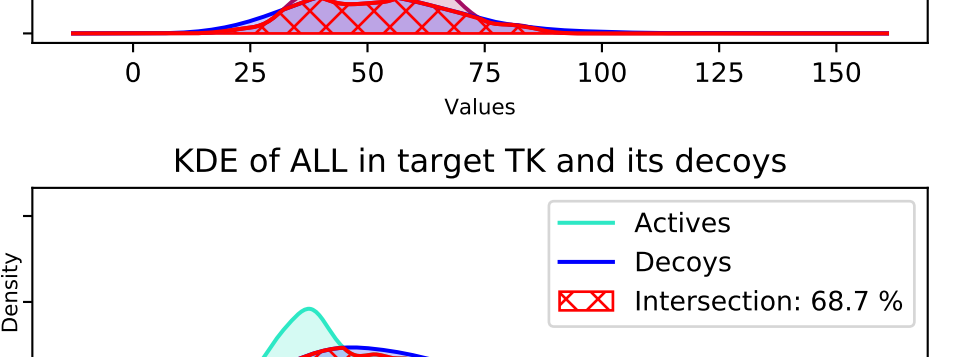 0 25 50 75 100 125 150
Values
KDE of ALL in target TK and its decoys
Density
Actives
Decoys
Intersection: 68.7 %